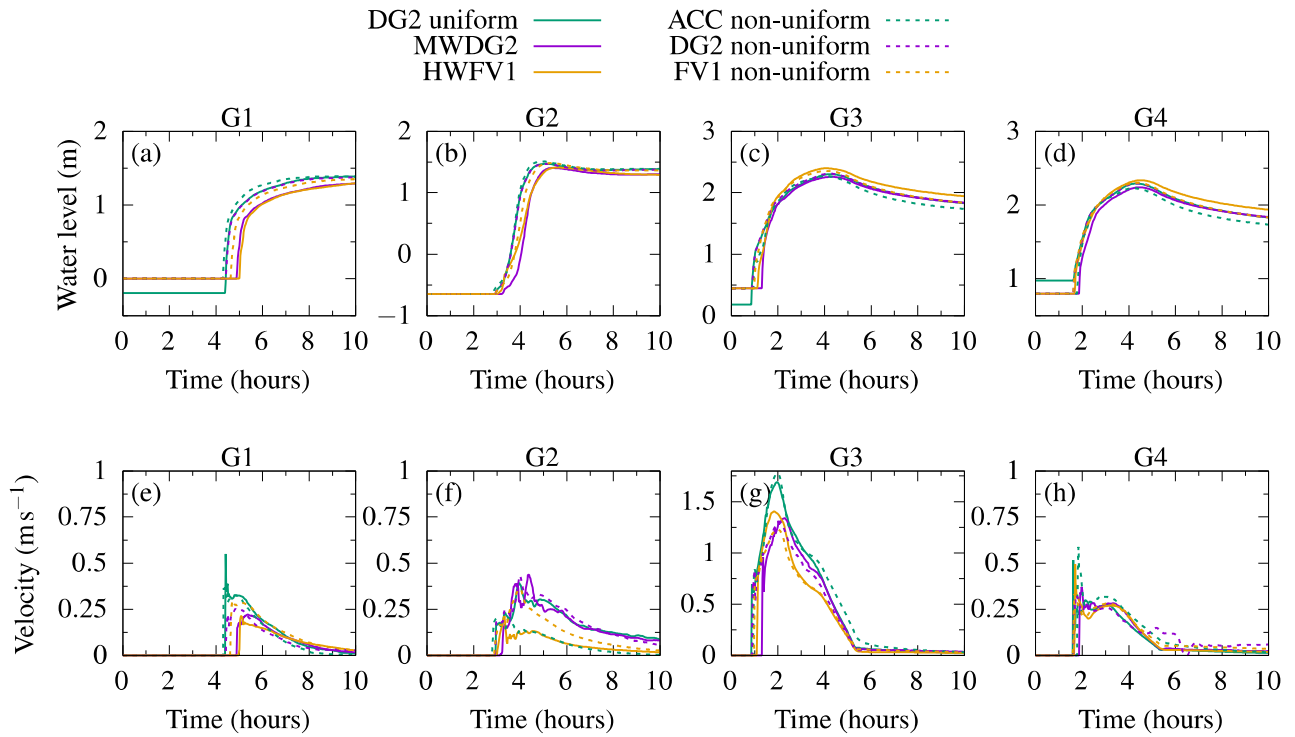 DG2 uniform ACC non-uniform
MWDG2 DG2 non-uniform
HWFV1 FV1 non-uniform
G1 G2 G3 G4
(a) (b) (c) (d)
Water level (m)
2 1 0
2 1 0 −1
3 2 1 0
3 2 1
0 2 4 6 8 10 0 2 4 6 8 10 0 2 4 6 8 10 0 2 4 6 8 10
Time (hours) Time (hours) Time (hours) Time (hours)
G1 G2 G3 G4
(e) (f) (g) (h)
Velocity (m s−1)
1 0.75 0.5 0.25 0
1 0.75 0.5 0.25 0
1.5 1 0.5 0
1 0.75 0.5 0.25 0
0 2 4 6 8 10 0 2 4 6 8 10 0 2 4 6 8 10 0 2 4 6 8 10
Time (hours) Time (hours) Time (hours) Time (hours)